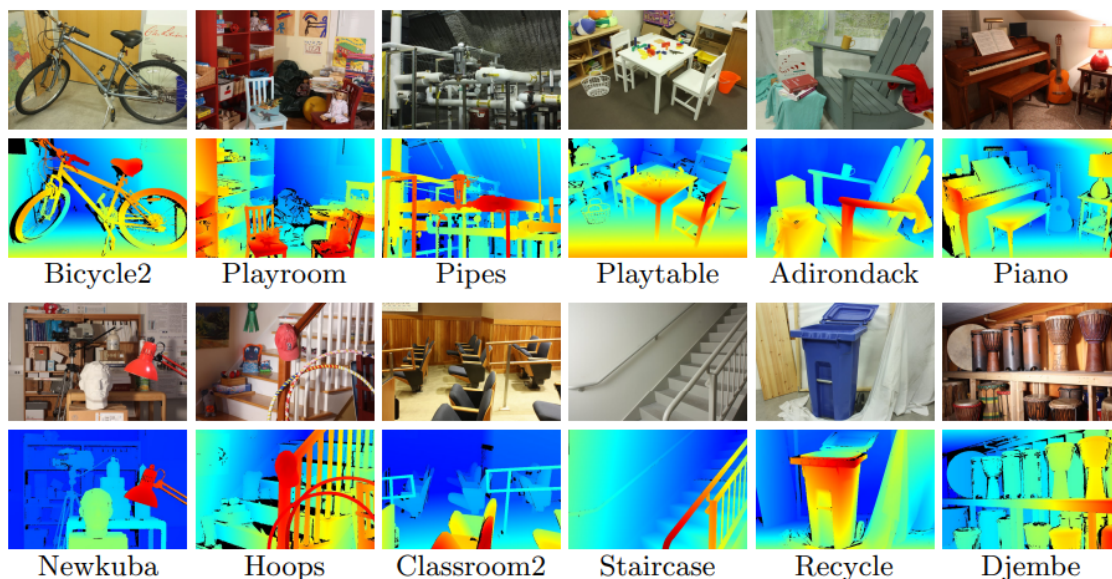 Bicycle2 Playroom Pipes Playtable Adirondack Piano
Newkuba Hoops Classroom2 Staircase Recycle Djembe